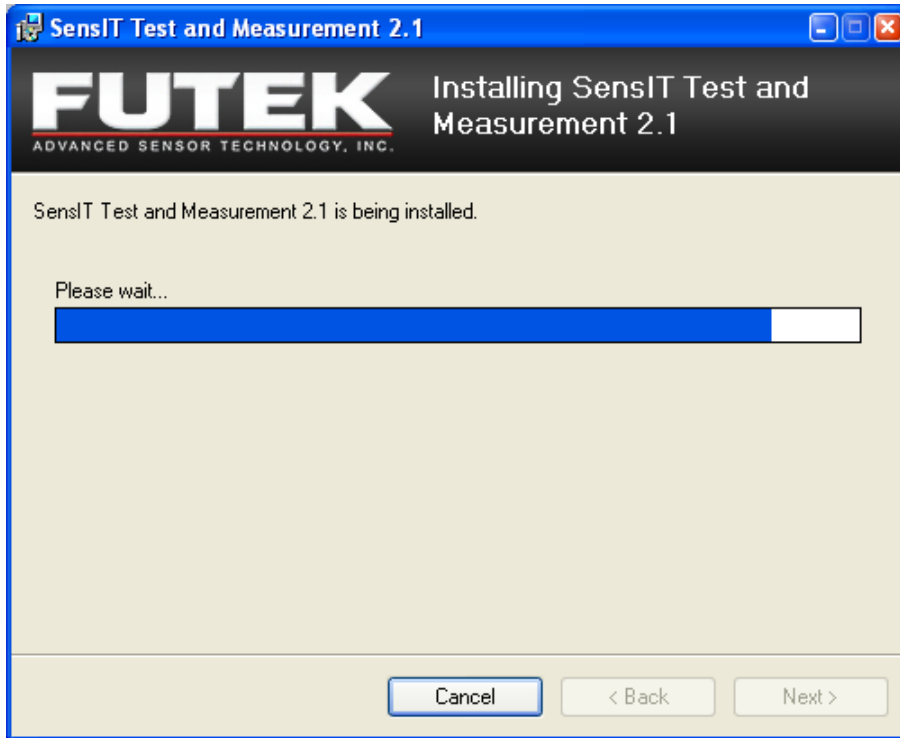 SensIT Test and Measurement 2.1
FUTEK
ADVANCED SENSOR TECHNOLOGY, INC.
Installing SensIT Test and
Measurement 2.1
SensIT Test and Measurement 2.1 is being installed.
Please wait...
Cancel
< Back
Next >